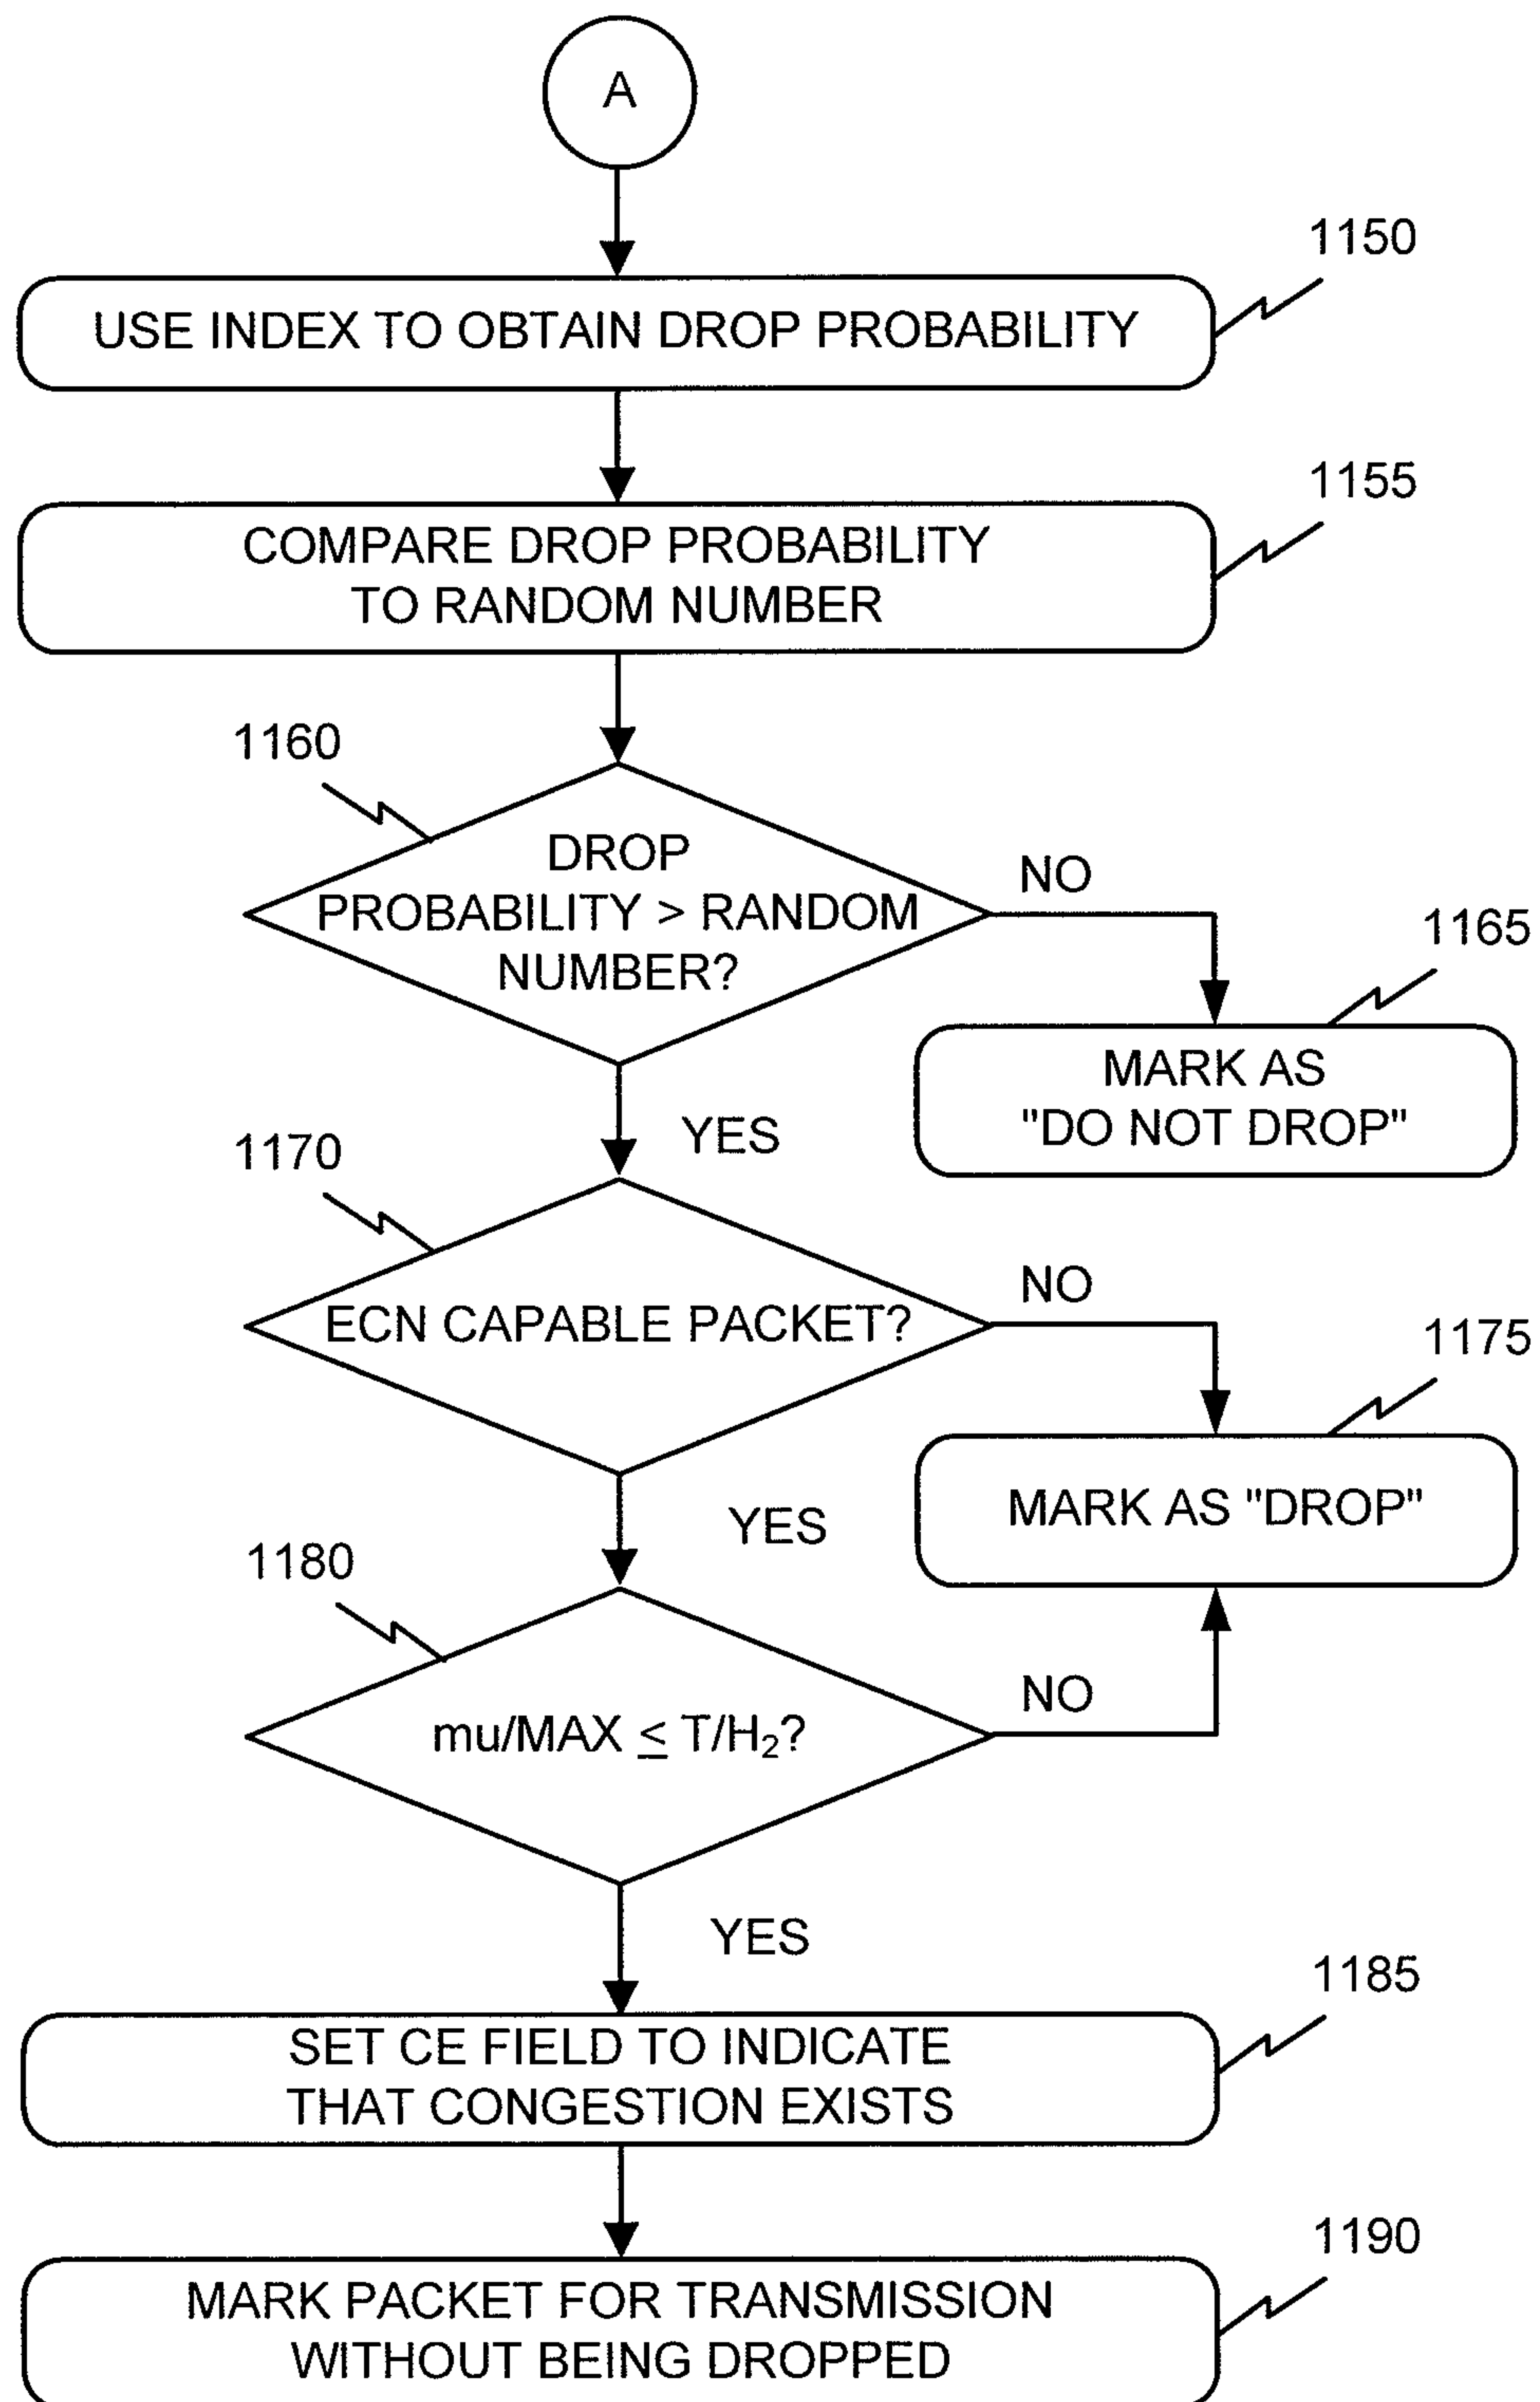 A
1150
USE INDEX TO OBTAIN DROP PROBABILITY
1155
COMPARE DROP PROBABILITY
TO RANDOM NUMBER
1160
DROP
PROBABILITY > RANDOM
NUMBER?
NO
1165
MARK AS
"DO NOT DROP"
YES
1170
ECN CAPABLE PACKET?
NO
1175
MARK AS "DROP"
YES
1180
mu/MAX ≤ T/H₂?
NO
YES
1185
SET CE FIELD TO INDICATE
THAT CONGESTION EXISTS
1190
MARK PACKET FOR TRANSMISSION
WITHOUT BEING DROPPED